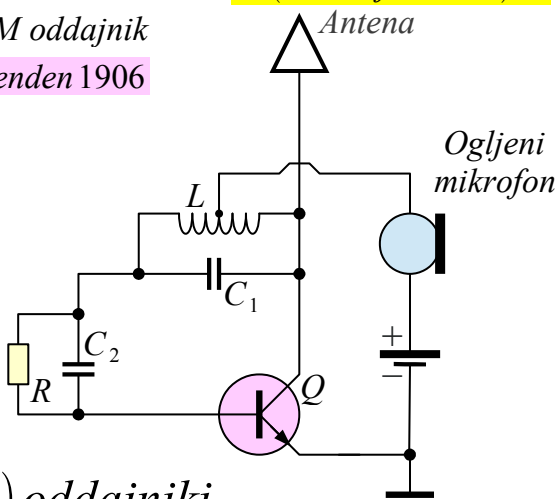 Antena
M oddajnik
enden 1906
Ogljeni
mikrofon
L
C1
C2
R
Q
+
−
) oddajniki